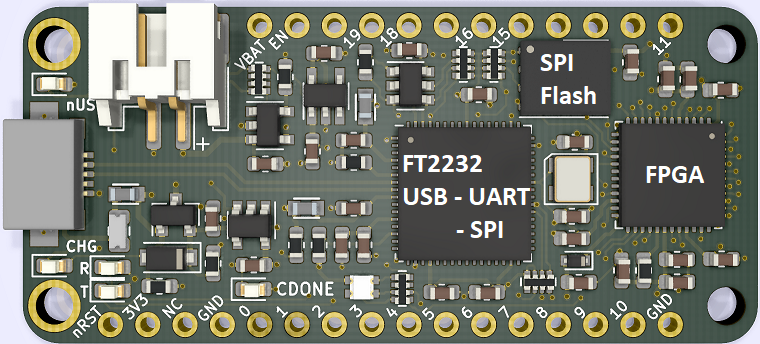 VBAT EN 19 18 16 15 11
nUS
+
SPI
Flash
FT2232
USB - UART
- SPI
FPGA
CHG
R
T
CDONE
nRST 3V3 NC GND 0 1 2 3 4 5 6 7 8 9 10 GND